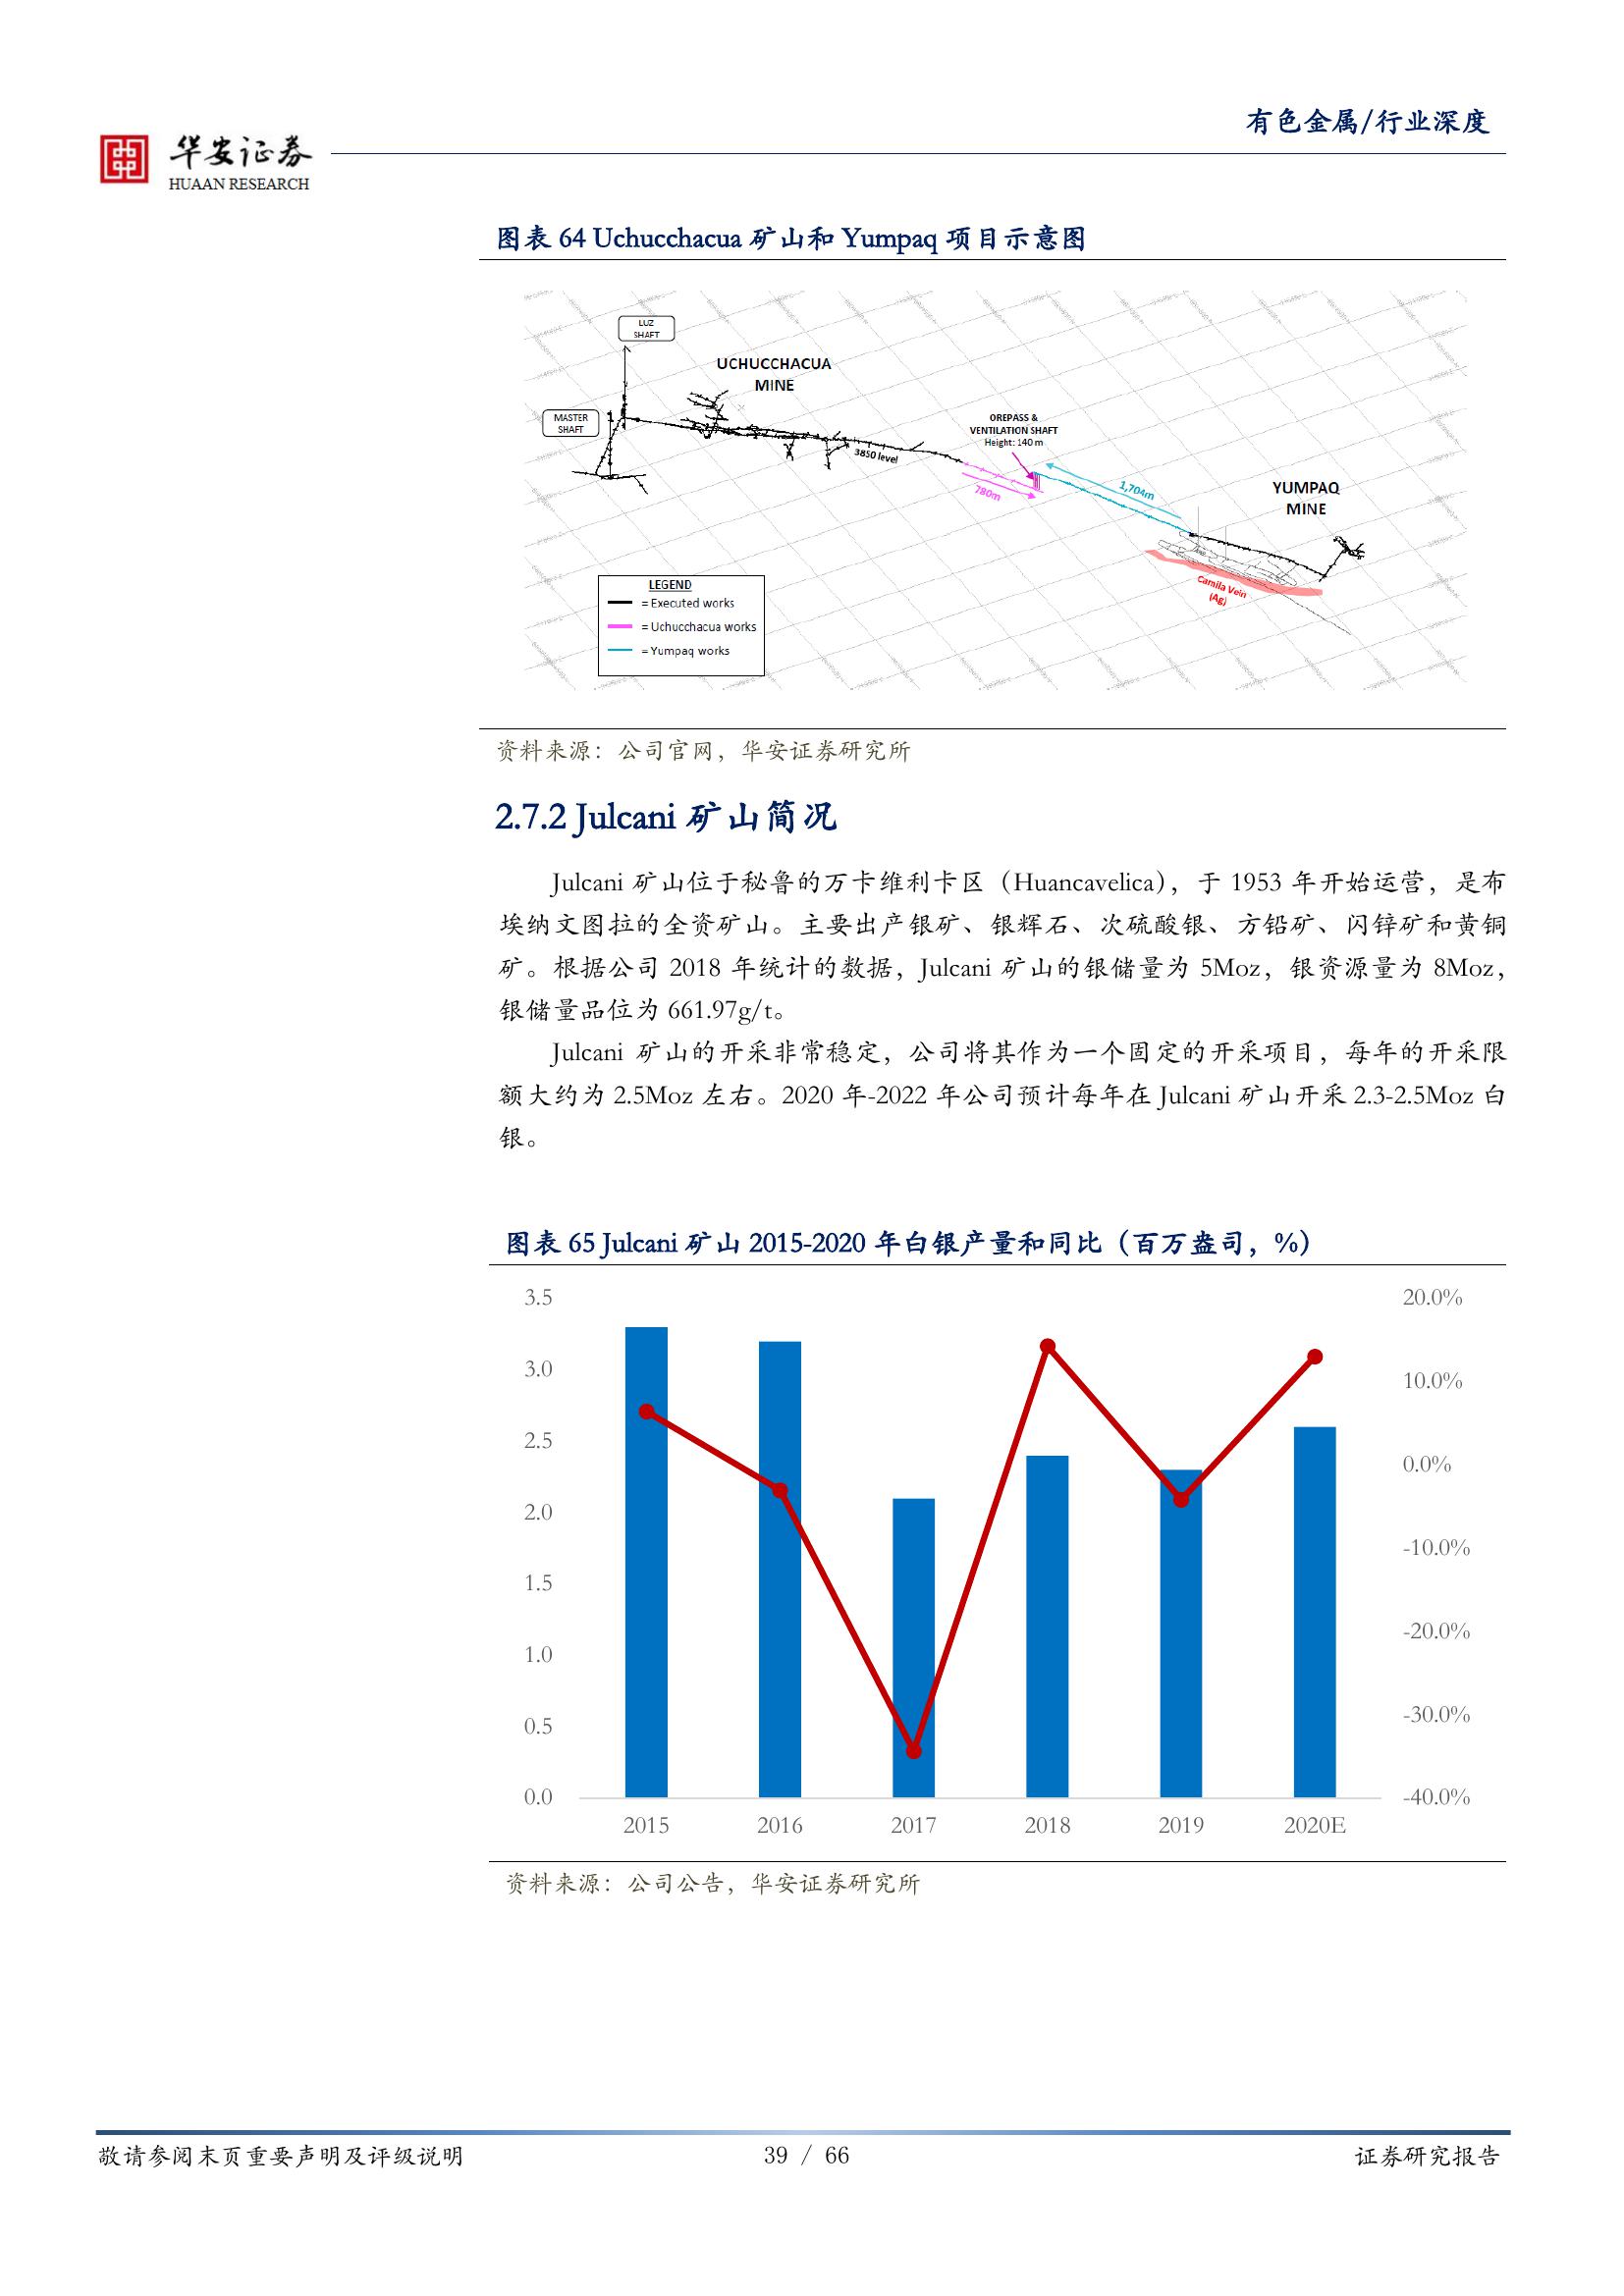 有色金属/行业深度
华安证券
HUAAN RESEARCH
图表 64 Uchucchacua 矿山和 Yumpaq 项目示意图
LUZ
SHAFT
UCHUCCHACUA
MINE
MASTER
SHAFT
OREPASS &
VENTILATION SHAFT
Height: 140 m
3850 level
780m
1,704m
YUMPAQ
MINE
Camila Vein
(Ag)
LEGEND
= Executed works
= Uchucchacua works
= Yumpaq works
资料来源：公司官网，华安证券研究所
2.7.2 Julcani 矿山简况
Julcani 矿山位于秘鲁的万卡维利卡区（Huancavelica），于 1953 年开始运营，是布
埃纳文图拉的全资矿山。主要出产银矿、银辉石、次硫酸银、方铅矿、闪锌矿和黄铜
矿。根据公司 2018 年统计的数据，Julcani 矿山的银储量为 5Moz，银资源量为 8Moz，
银储量品位为 661.97g/t。
Julcani 矿山的开采非常稳定，公司将其作为一个固定的开采项目，每年的开采限
额大约为 2.5Moz 左右。2020 年-2022 年公司预计每年在 Julcani 矿山开采 2.3-2.5Moz 白
银。
图表 65 Julcani 矿山 2015-2020 年白银产量和同比（百万盎司，%）
3.5
3.0
2.5
2.0
1.5
1.0
0.5
0.0
20.0%
10.0%
0.0%
-10.0%
-20.0%
-30.0%
-40.0%
2015 2016 2017 2018 2019 2020E
资料来源：公司公告，华安证券研究所
敬请参阅末页重要声明及评级说明 39 / 66 证券研究报告